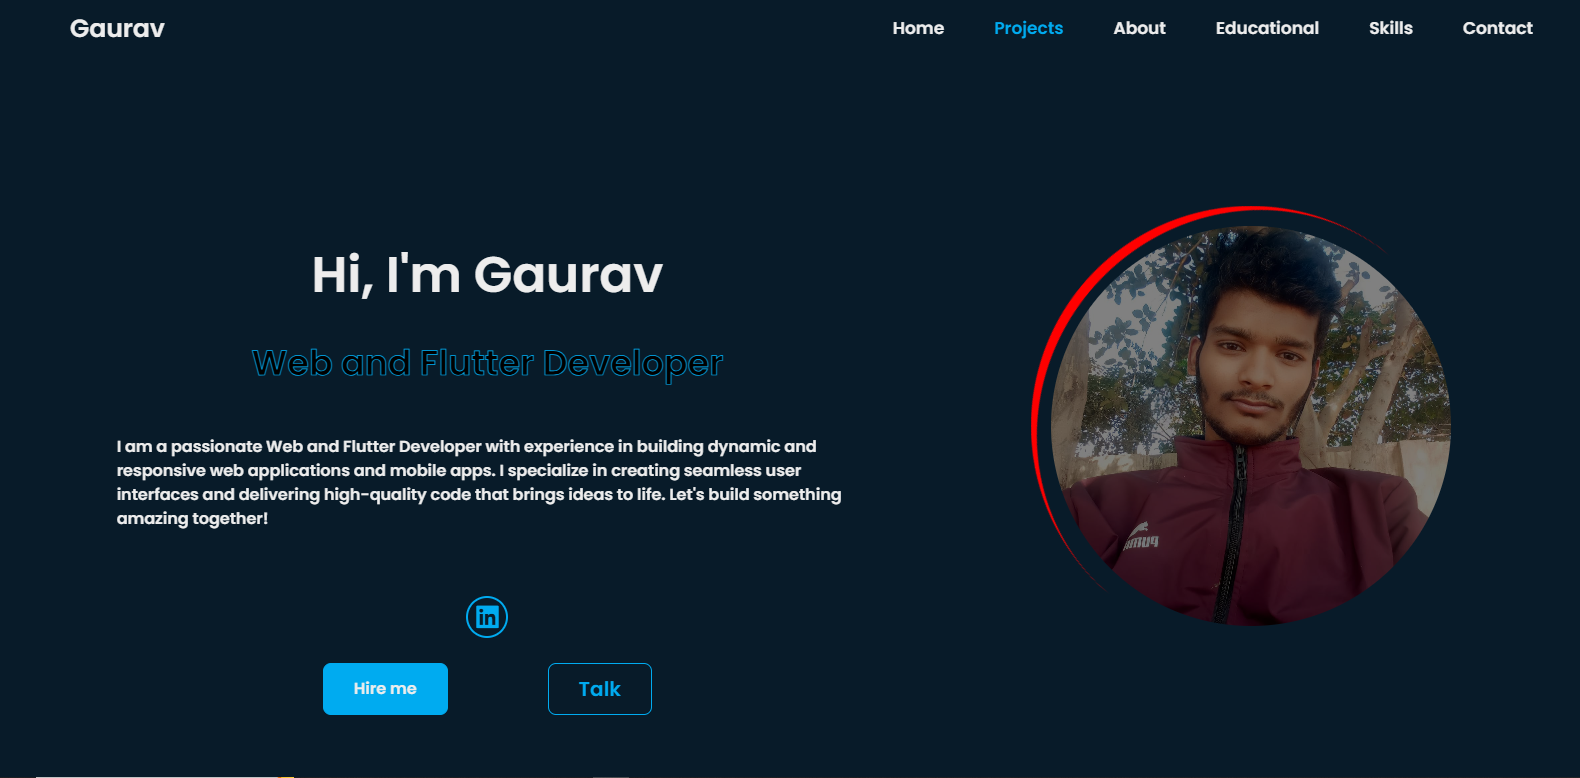 Gaurav
Home Projects About Educational Skills Contact
Hi, I'm Gaurav
Web and Flutter Developer
I am a passionate Web and Flutter Developer with experience in building dynamic and
responsive web applications and mobile apps. I specialize in creating seamless user
interfaces and delivering high-quality code that brings ideas to life. Let's build something
amazing together!
in
Hire me
Talk
PUMA